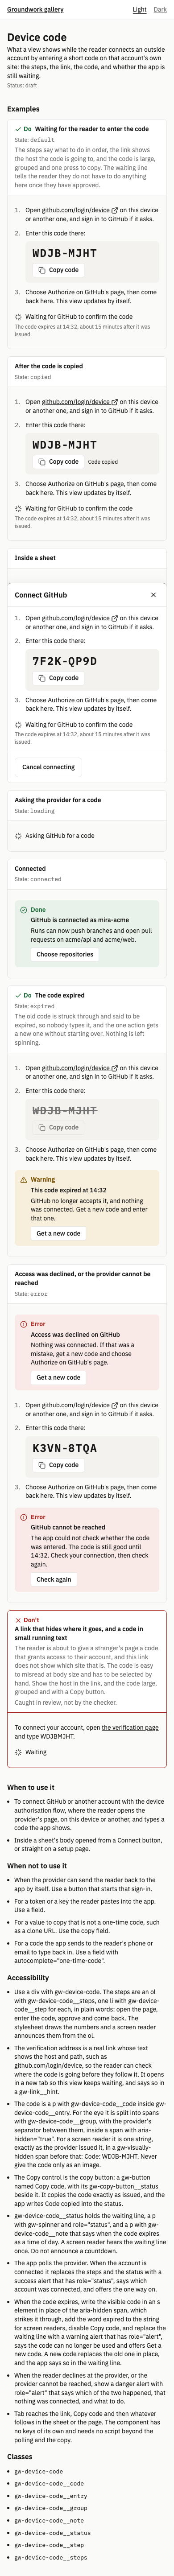 Groundwork gallery Light Dark
Device code
What a view shows while the reader connects an outside
account by entering a short code on that account's own
site: the steps, the link, the code, and whether the app is
still waiting.
Status: draft
Examples
Do Waiting for the reader to enter the code
State: default
The steps say what to do in order, the link shows
the host the code is going to, and the code is large,
grouped and one press to copy. The waiting line
tells the reader they do not have to do anything
here once they have approved.
1. Open github.com/login/device on this device
or another one, and sign in to GitHub if it asks.
2. Enter this code there:
WDJB-MJHT
Copy code
3. Choose Authorize on GitHub's page, then come
back here. This view updates by itself.
Waiting for GitHub to confirm the code
The code expires at 14:32, about 15 minutes after it was
issued.
After the code is copied
State: copied
1. Open github.com/login/device on this device
or another one, and sign in to GitHub if it asks.
2. Enter this code there:
WDJB-MJHT
Copy code Code copied
3. Choose Authorize on GitHub's page, then come
back here. This view updates by itself.
Waiting for GitHub to confirm the code
The code expires at 14:32, about 15 minutes after it was
issued.
Inside a sheet
Connect GitHub
1. Open github.com/login/device on this device
or another one, and sign in to GitHub if it asks.
2. Enter this code there:
7F2K-QP9D
Copy code
3. Choose Authorize on GitHub's page, then come
back here. This view updates by itself.
Waiting for GitHub to confirm the code
The code expires at 14:32, about 15 minutes after it was
issued.
Cancel connecting
Asking the provider for a code
State: loading
Asking GitHub for a code
Connected
State: connected
Done
GitHub is connected as mira-acme
Runs can now push branches and open pull
requests on acme/api and acme/web.
Choose repositories
Do The code expired
State: expired
The old code is struck through and said to be
expired, so nobody types it, and the one action gets
a new one without starting over. Nothing is left
spinning.
1. Open github.com/login/device on this device
or another one, and sign in to GitHub if it asks.
2. Enter this code there:
WDJB-MJHT
Copy code
3. Choose Authorize on GitHub's page, then come
back here. This view updates by itself.
Warning
This code expired at 14:32
GitHub no longer accepts it, and nothing
was connected. Get a new code and enter
that one.
Get a new code
Access was declined, or the provider cannot be
reached
State: error
Error
Access was declined on GitHub
Nothing was connected. If that was a
mistake, get a new code and choose
Authorize on GitHub's page.
Get a new code
1. Open github.com/login/device on this device
or another one, and sign in to GitHub if it asks.
2. Enter this code there:
K3VN-8TQA
Copy code
3. Choose Authorize on GitHub's page, then come
back here. This view updates by itself.
Error
GitHub cannot be reached
The app could not check whether the code
was entered. The code is still good until
14:32. Check your connection, then check
again.
Check again
Don't
A link that hides where it goes, and a code in
small running text
The reader is about to give a stranger's page a code
that grants access to their account, and this link
does not show which site that is. The code is easy
to misread at body size and has to be selected by
hand. Show the host in the link, and the code large,
grouped and with a Copy button.
Caught in review, not by the checker.
To connect your account, open the verification page
and type WDJBMJHT.
Waiting
When to use it
• To connect GitHub or another account with the device
authorisation flow, where the reader opens the
provider's page, on this device or another, and types a
code the app shows.
• Inside a sheet's body opened from a Connect button,
or straight on a setup page.
When not to use it
• When the provider can send the reader back to the
app by itself. Use a button that starts that sign-in.
• For a token or a key the reader pastes into the app.
Use a field.
• For a value to copy that is not a one-time code, such
as a clone URL. Use the copy field.
• For a code the app sends to the reader's phone or
email to type back in. Use a field with
autocomplete="one-time-code".
Accessibility
• Use a div with gw-device-code. The steps are an ol
with gw-device-code__steps, one li with gw-device-
code__step for each, in plain words: open the page,
enter the code, approve and come back. The
stylesheet draws the numbers and a screen reader
announces them from the ol.
• The verification address is a real link whose text
shows the host and path, such as
github.com/login/device, so the reader can check
where the code is going before they follow it. It opens
in a new tab so this view keeps waiting, and says so in
a gw-link__hint.
• The code is a p with gw-device-code__code inside gw-
device-code__entry. For the eye it is split into spans
with gw-device-code__group, with the provider's
separator between them, inside a span with aria-
hidden="true". For a screen reader it is one string,
exactly as the provider issued it, in a gw-visually-
hidden span before that: Code: WDJB-MJHT. Never
give the code only as an image.
• The Copy control is the copy button: a gw-button
named Copy code, with its gw-copy-button__status
beside it. It copies the code exactly as issued, and the
app writes Code copied into the status.
• gw-device-code__status holds the waiting line, a p
with gw-spinner and role="status", and a p with gw-
device-code__note that says when the code expires
as a time of day. A screen reader hears the waiting line
once. Do not announce a countdown.
• The app polls the provider. When the account is
connected it replaces the steps and the status with a
success alert that has role="status", says which
account was connected, and offers the one way on.
• When the code expires, write the visible code in an s
element in place of the aria-hidden span, which
strikes it through, add the word expired to the string
for screen readers, disable Copy code, and replace the
waiting line with a warning alert that has role="alert",
says the code can no longer be used and offers Get a
new code. A new code replaces the old one in place,
and the app says so in the waiting line.
• When the reader declines at the provider, or the
provider cannot be reached, show a danger alert with
role="alert" that says which of the two happened, that
nothing was connected, and what to do.
• Tab reaches the link, Copy code and then whatever
follows in the sheet or the page. The component has
no keys of its own and needs no script beyond the
polling and the copy.
Classes
• gw-device-code
• gw-device-code__code
• gw-device-code__entry
• gw-device-code__group
• gw-device-code__note
• gw-device-code__status
• gw-device-code__step
• gw-device-code__steps